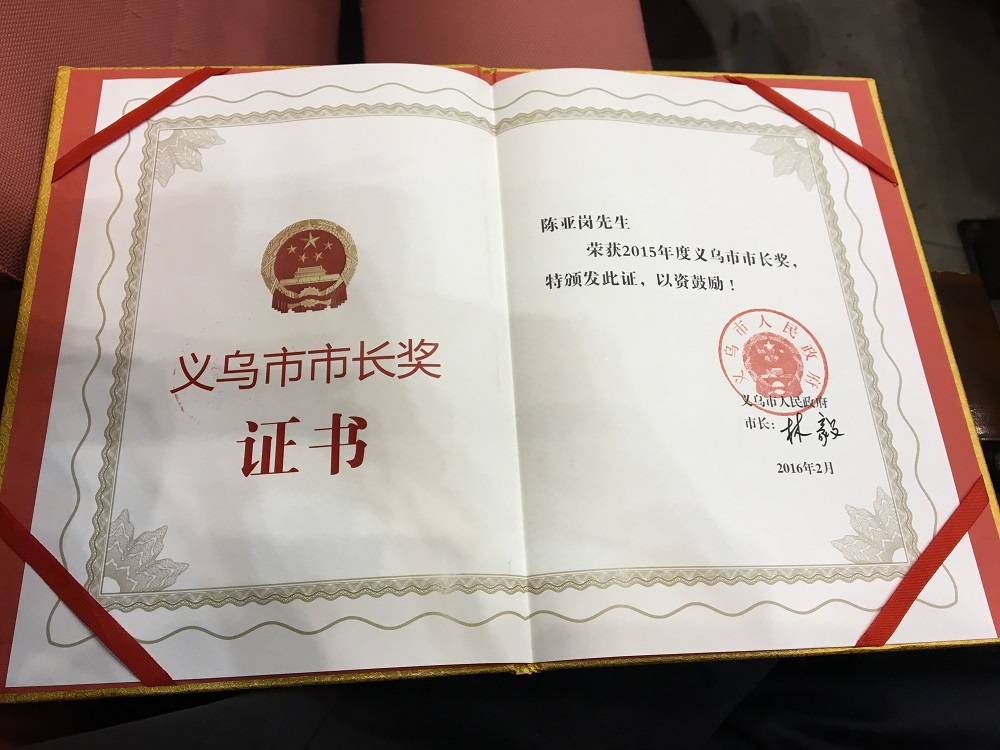 义乌市市长奖
证书
陈亚岗先生
荣获2015年度义乌市市长奖，
特颁发此证，以资鼓励！
义乌市人民政府
义乌市人民政府
市长：林毅
2016年2月